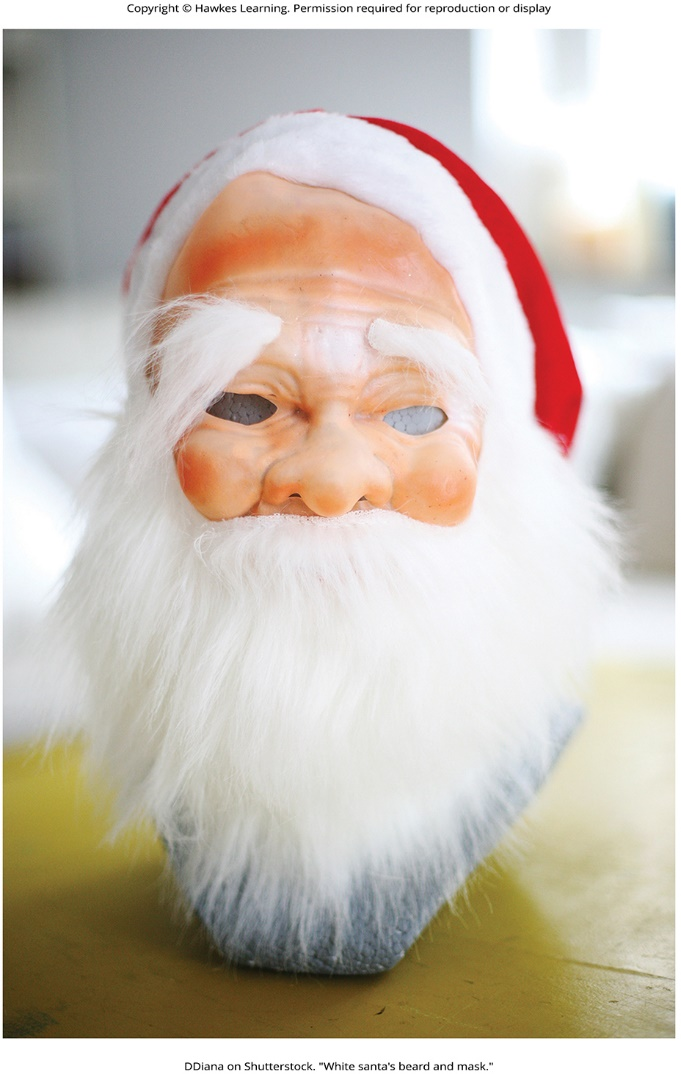 Copyright © Hawkes Learning. Permission required for reproduction or display
DDiana on Shutterstock. "White santa's beard and mask."